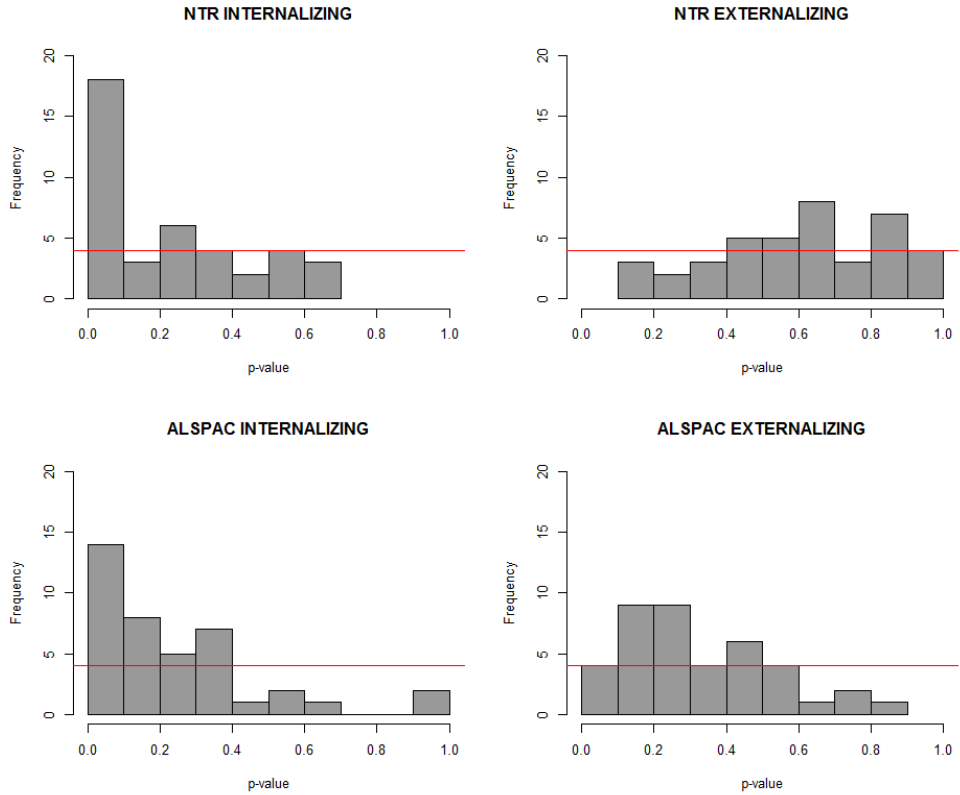 NTR INTERNALIZING
Frequency
20
15
10
5
0
0.0 0.2 0.4 0.6 0.8 1.0
p-value
NTR EXTERNALIZING
Frequency
20
15
10
5
0
0.0 0.2 0.4 0.6 0.8 1.0
p-value
ALSPAC INTERNALIZING
Frequency
20
15
10
5
0
0.0 0.2 0.4 0.6 0.8 1.0
p-value
ALSPAC EXTERNALIZING
Frequency
20
15
10
5
0
0.0 0.2 0.4 0.6 0.8 1.0
p-value